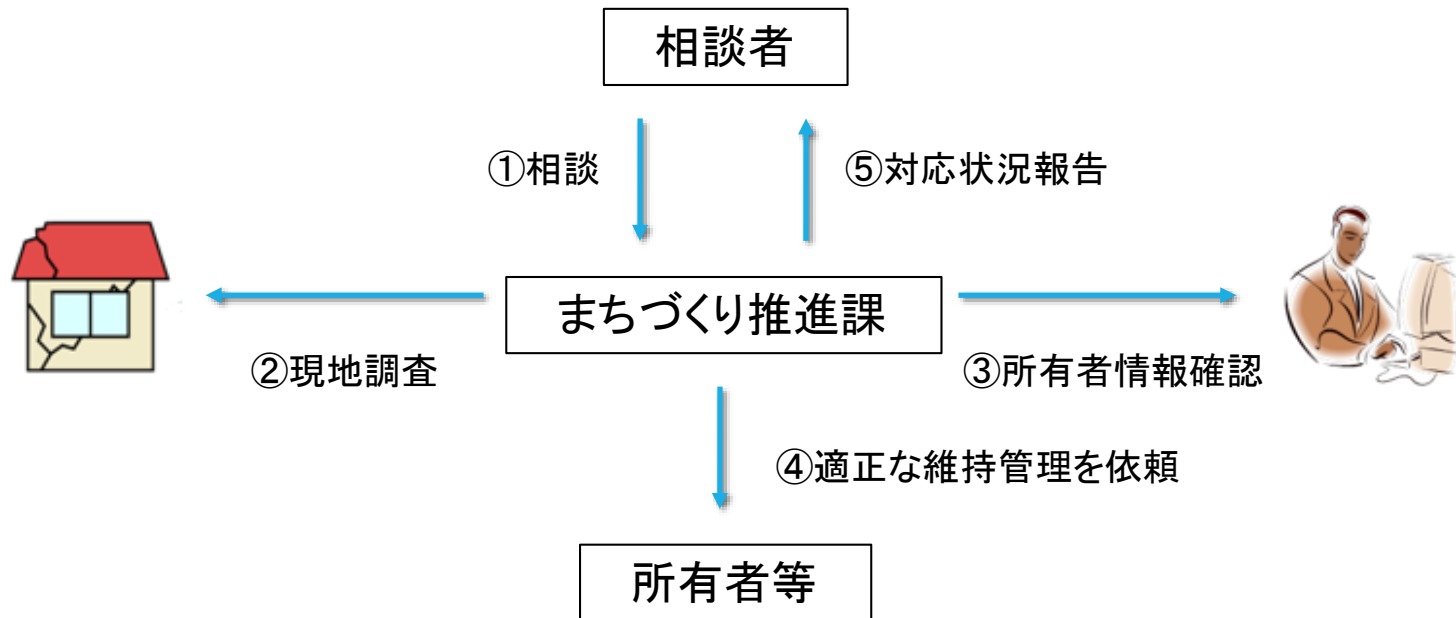 相談者
①相談
⑤対応状況報告
まちづくり推進課
②現地調査
③所有者情報確認
④適正な維持管理を依頼
所有者等